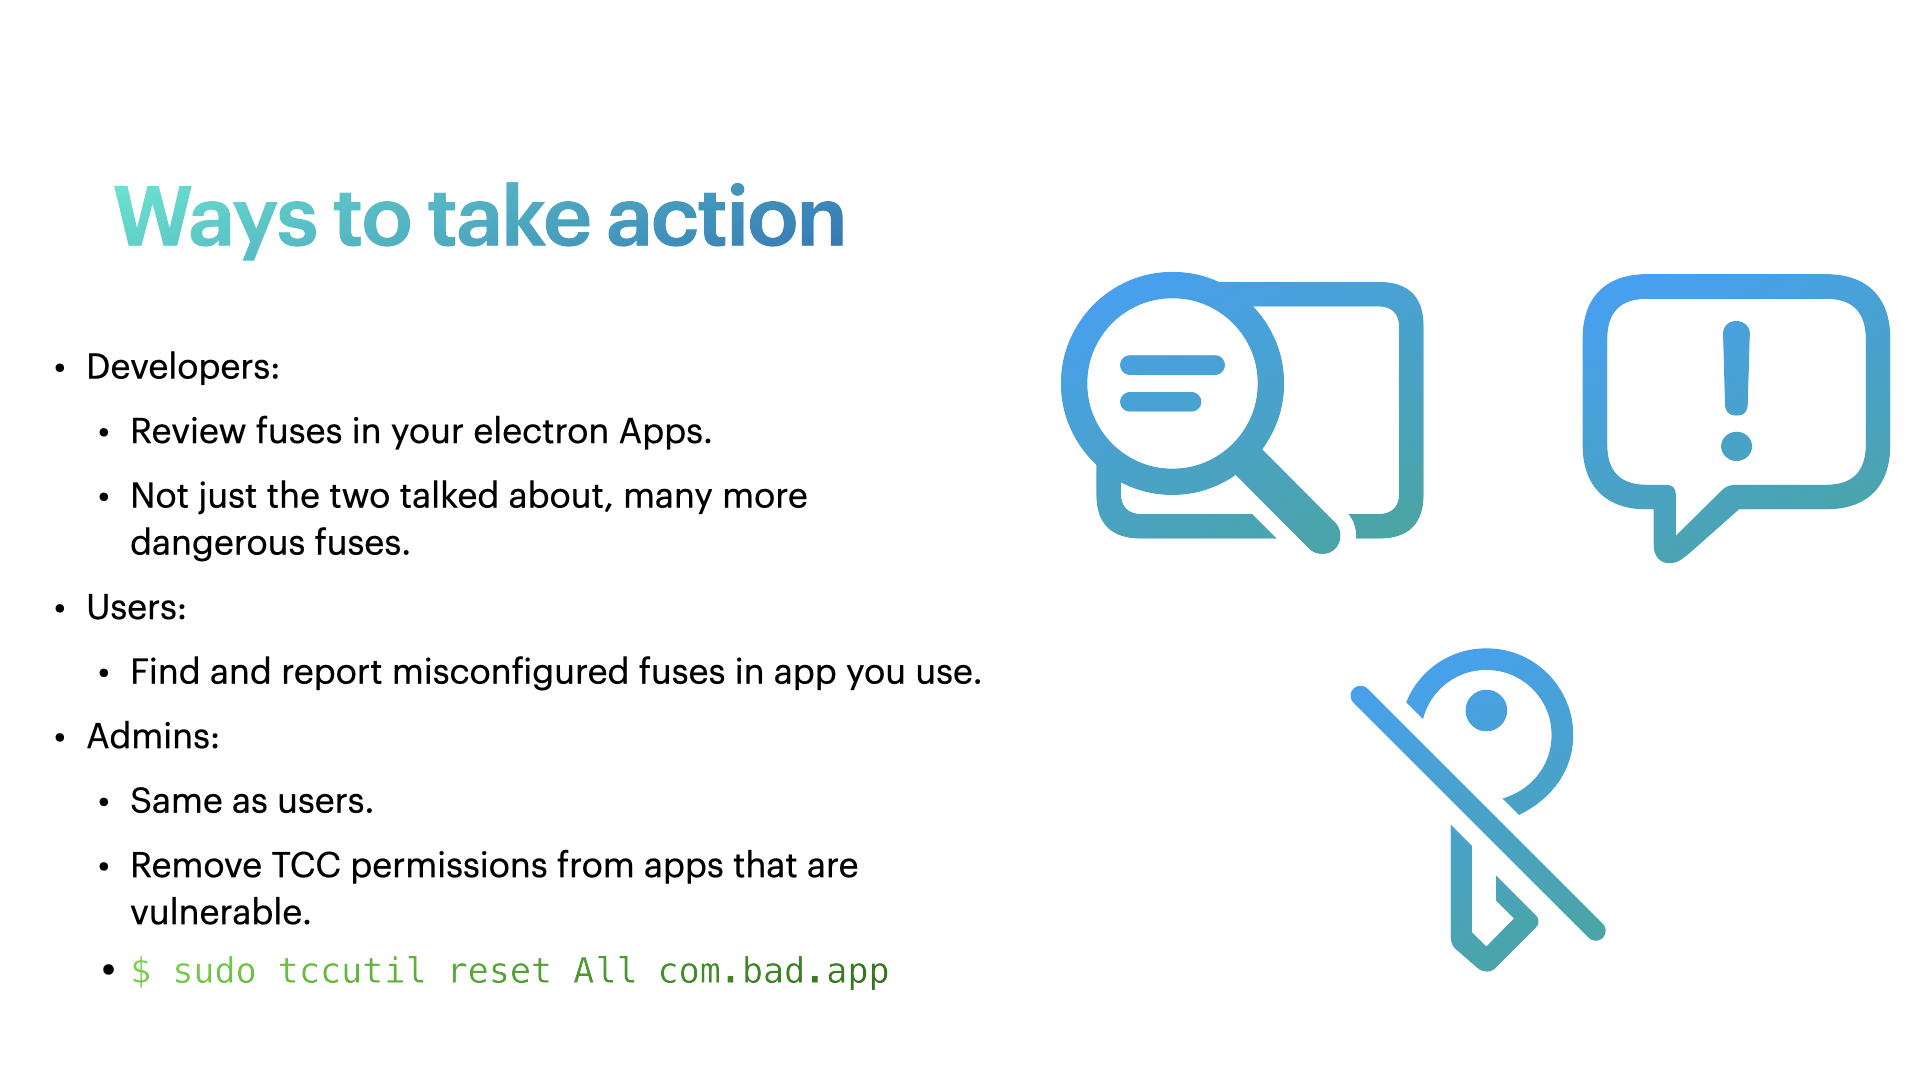 Ways to take action
• Developers:
• Review fuses in your electron Apps.
• Not just the two talked about, many more
dangerous fuses.
• Users:
• Find and report misconfigured fuses in app you use.
• Admins:
• Same as users.
• Remove TCC permissions from apps that are
vulnerable.
• $ sudo tccutil reset All com.bad.app